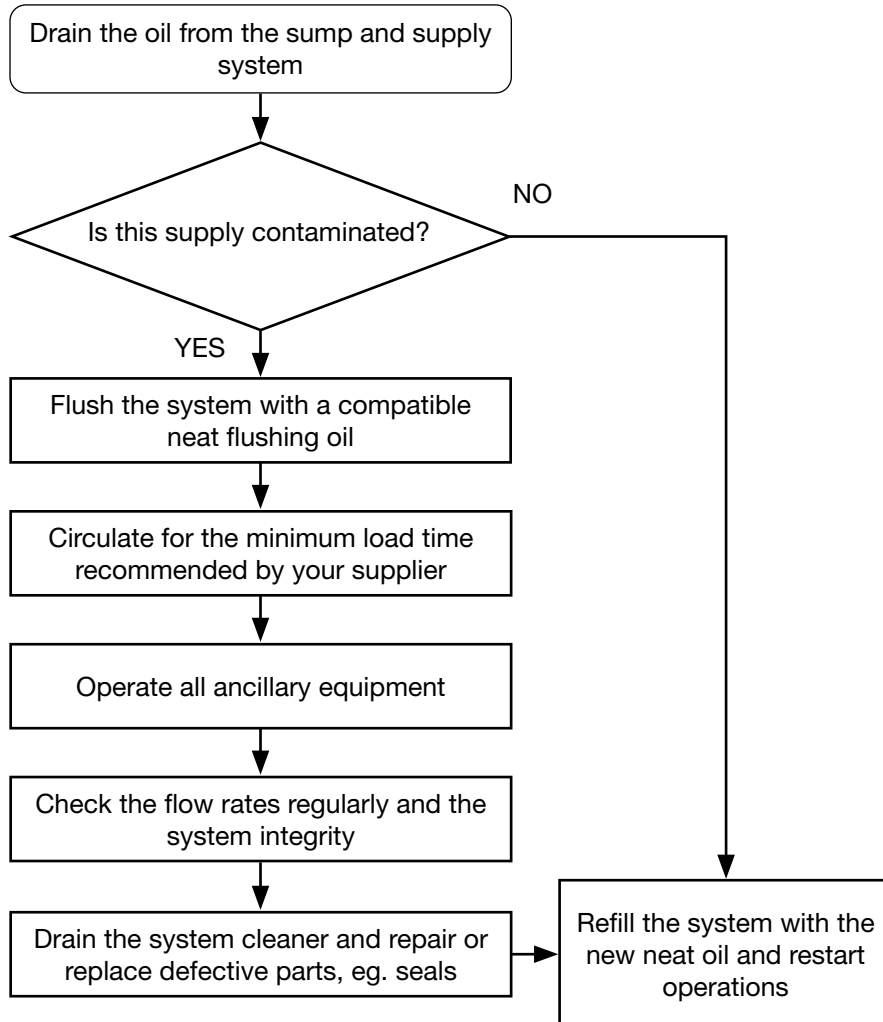 Drain the oil from the sump and supply
system
Is this supply contaminated?
NO
YES
Flush the system with a compatible
neat flushing oil
Circulate for the minimum load time
recommended by your supplier
Operate all ancillary equipment
Check the flow rates regularly and the
system integrity
Drain the system cleaner and repair or
replace defective parts, eg. seals
Refill the system with the
new neat oil and restart
operations